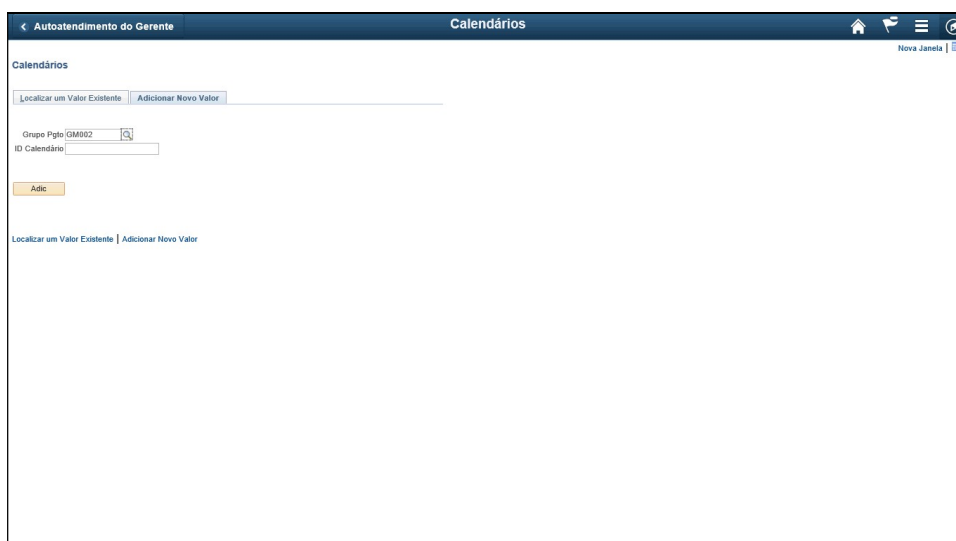 Autoatendimento do Gerente Calendários
Nova Janela |
Calendários
Localizar um Valor Existente Adicionar Novo Valor
Grupo Pgto GM002
ID Calendário
Adic
Localizar um Valor Existente | Adicionar Novo Valor